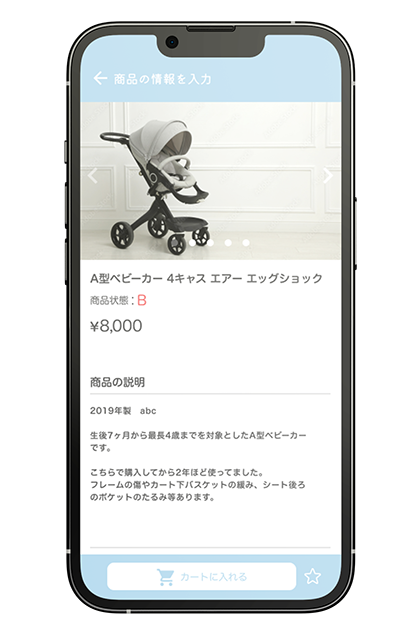 商品の情報を入力
A型ベビーカー 4キャス エアー エッグショック
商品状態：B
¥8,000
商品の説明
2019年製　abc
生後7ヶ月から最長4歳までを対象としたA型ベビーカー
です。
こちらで購入してから2年ほど使ってました。
フレームの傷やカート下バスケットの緩み、シート後ろ
のポケットのたるみ等あります。
カートに入れる